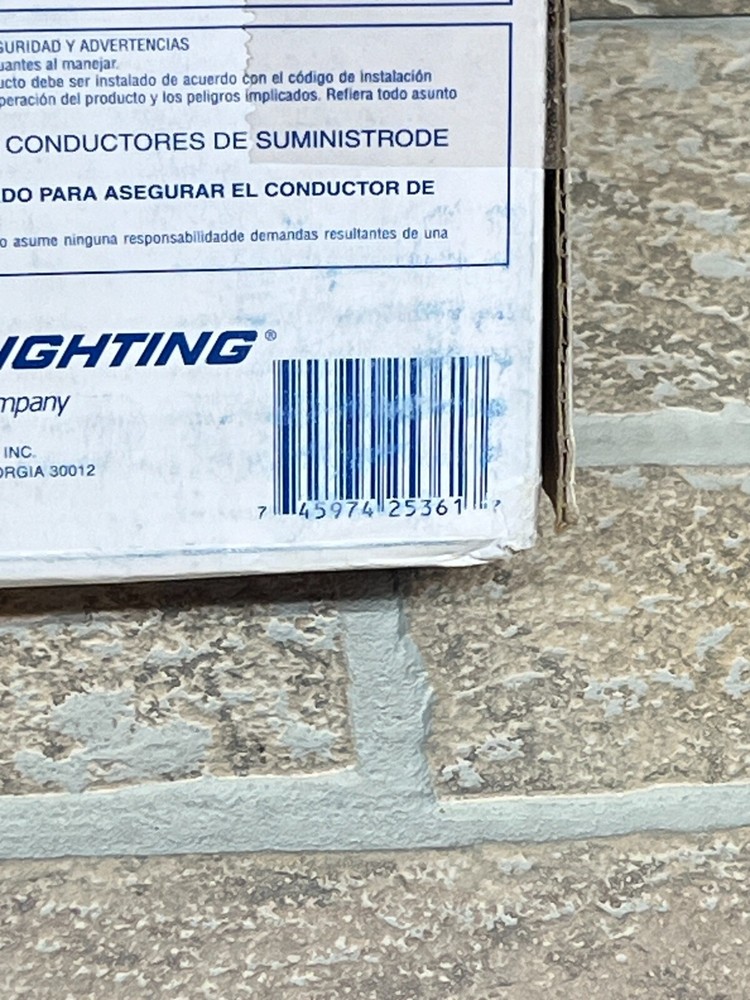 GURIDAD Y ADVERTENCIAS
uantes al manejar.
ucto debe ser instalado de acuerdo con el código de instalación
peración del producto y los peligros implicados. Refiera todo asunto
CONDUCTORES DE SUMINISTRODE
DO PARA ASEGURAR EL CONDUCTOR DE
o asume ninguna responsabilidadde demandas resultantes de una
IGHTING®
mpany
INC.
ORGIA 30012
7 45974 25361 7